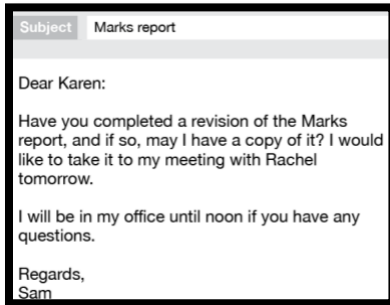 Subject Marks report
Dear Karen:
Have you completed a revision of the Marks
report, and if so, may I have a copy of it? I would
like to take it to my meeting with Rachel
tomorrow.
I will be in my office until noon if you have any
questions.
Regards,
Sam